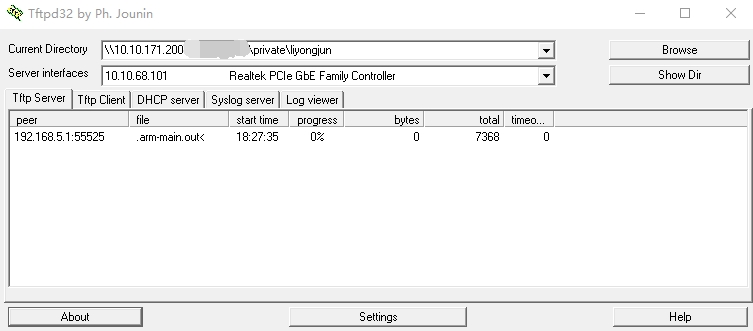 Tftpd32 by Ph. Jounin
Current Directory \\10.10.171.200 \private\liyongjun Browse
Server interfaces 10.10.68.101 Realtek PCIe GbE Family Controller Show Dir
Tftp Server Tftp Client DHCP server Syslog server Log viewer
peer file start time progress bytes total timeo...
192.168.5.1:55525 .arm-main.out< 18:27:35 0% 0 7368 0
About Settings Help